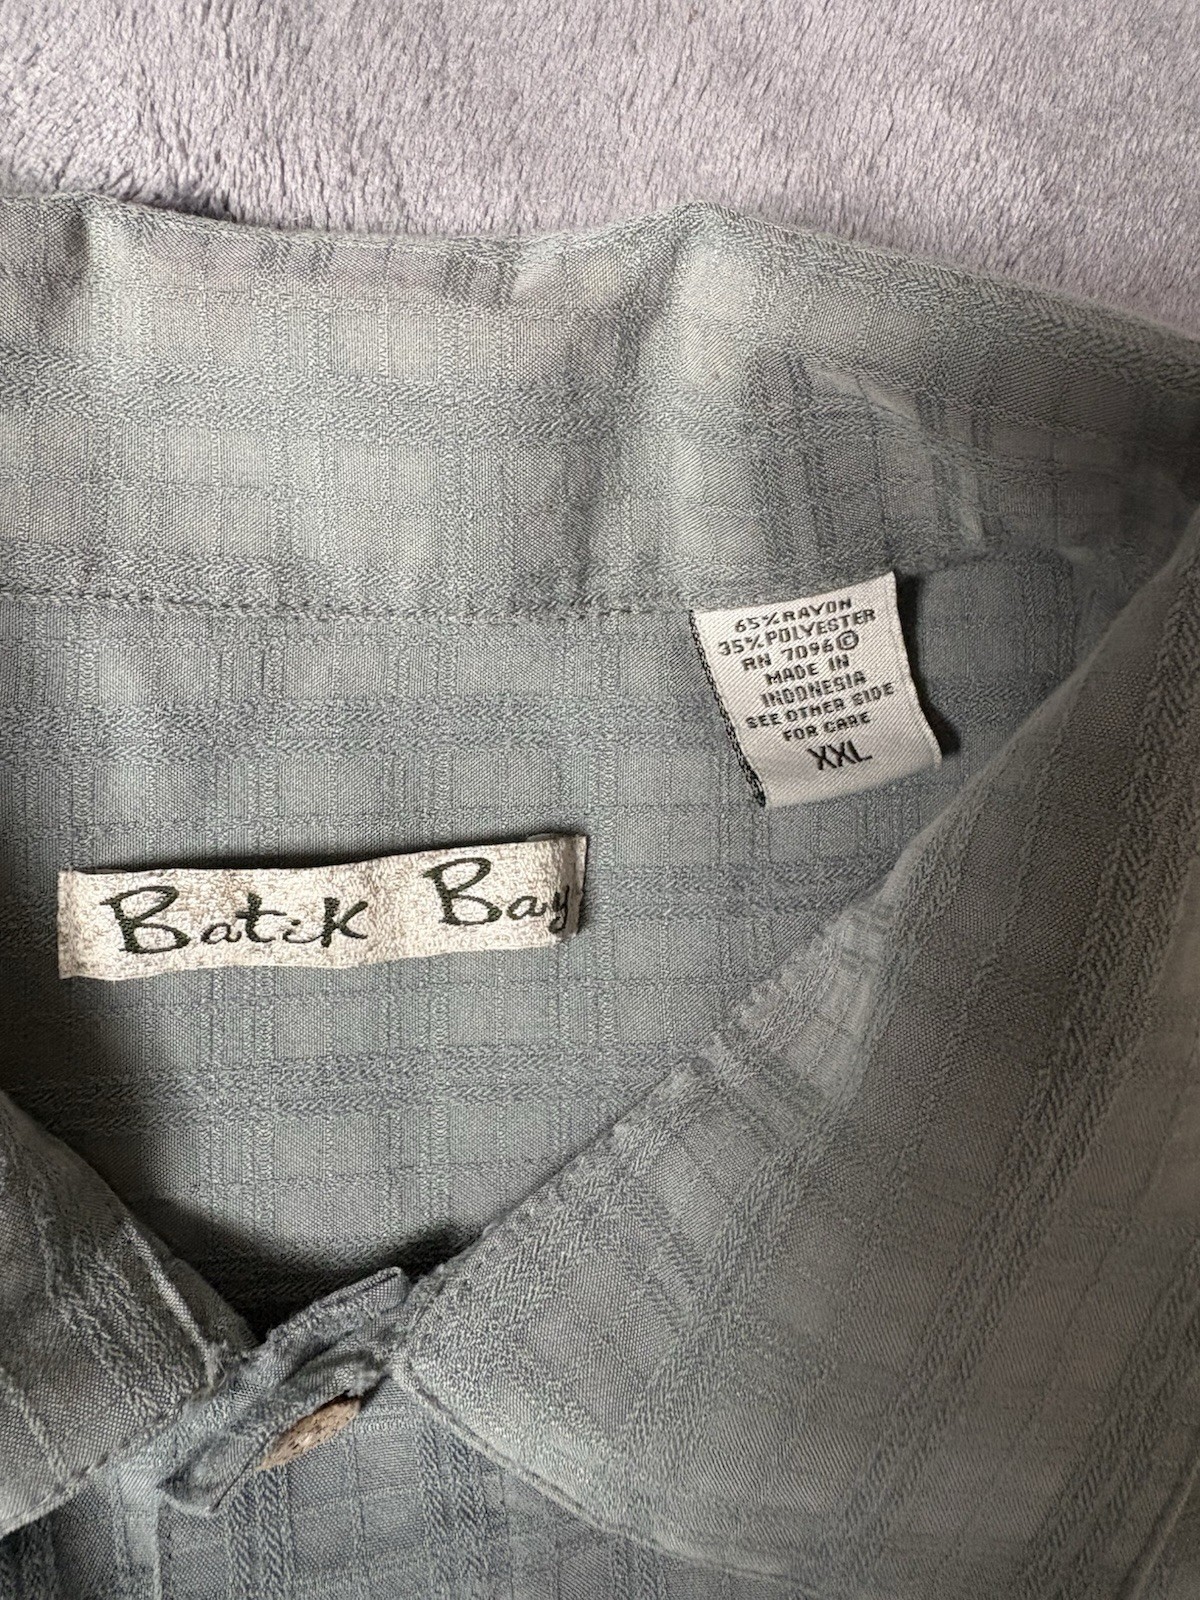 65% RAYON
35% POLYESTER
RN 7096©
MADE IN
INDONESIA
SEE OTHER SIDE
FOR CARE
XXL
Batik Bay